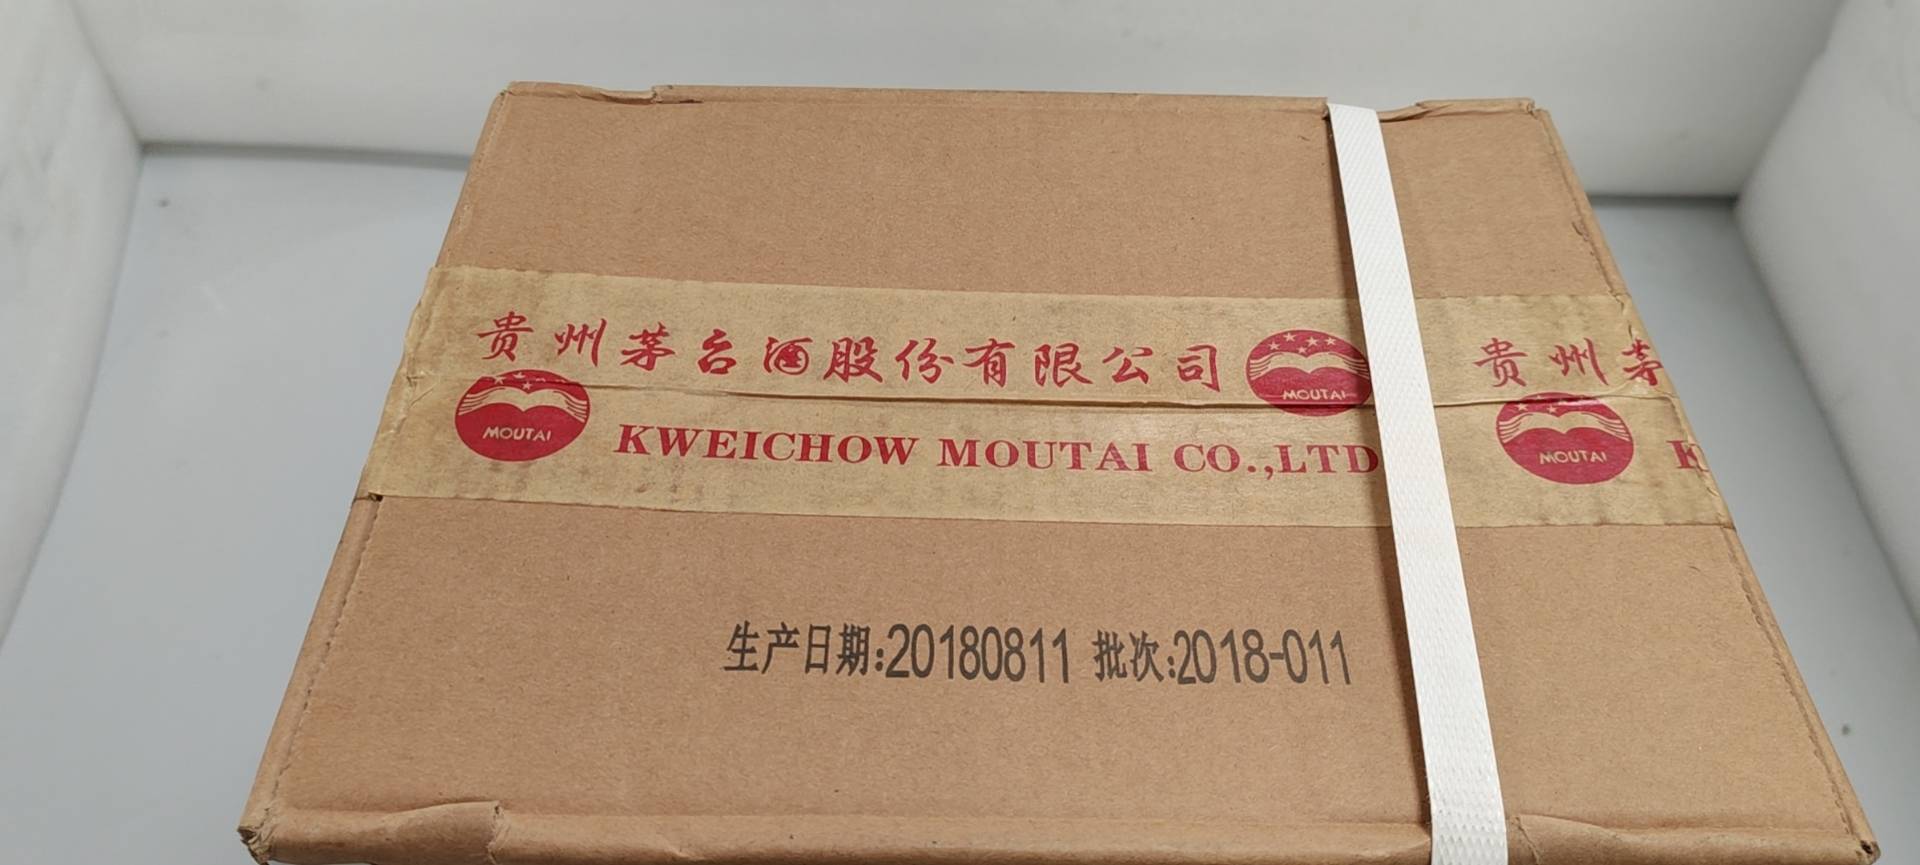 贵州茅台酒股份有限公司 MOUTAI 贵州茅
MOUTAI KWEICHOW MOUTAI CO.,LTD MOUTAI K
生产日期:20180811 批次:2018-011